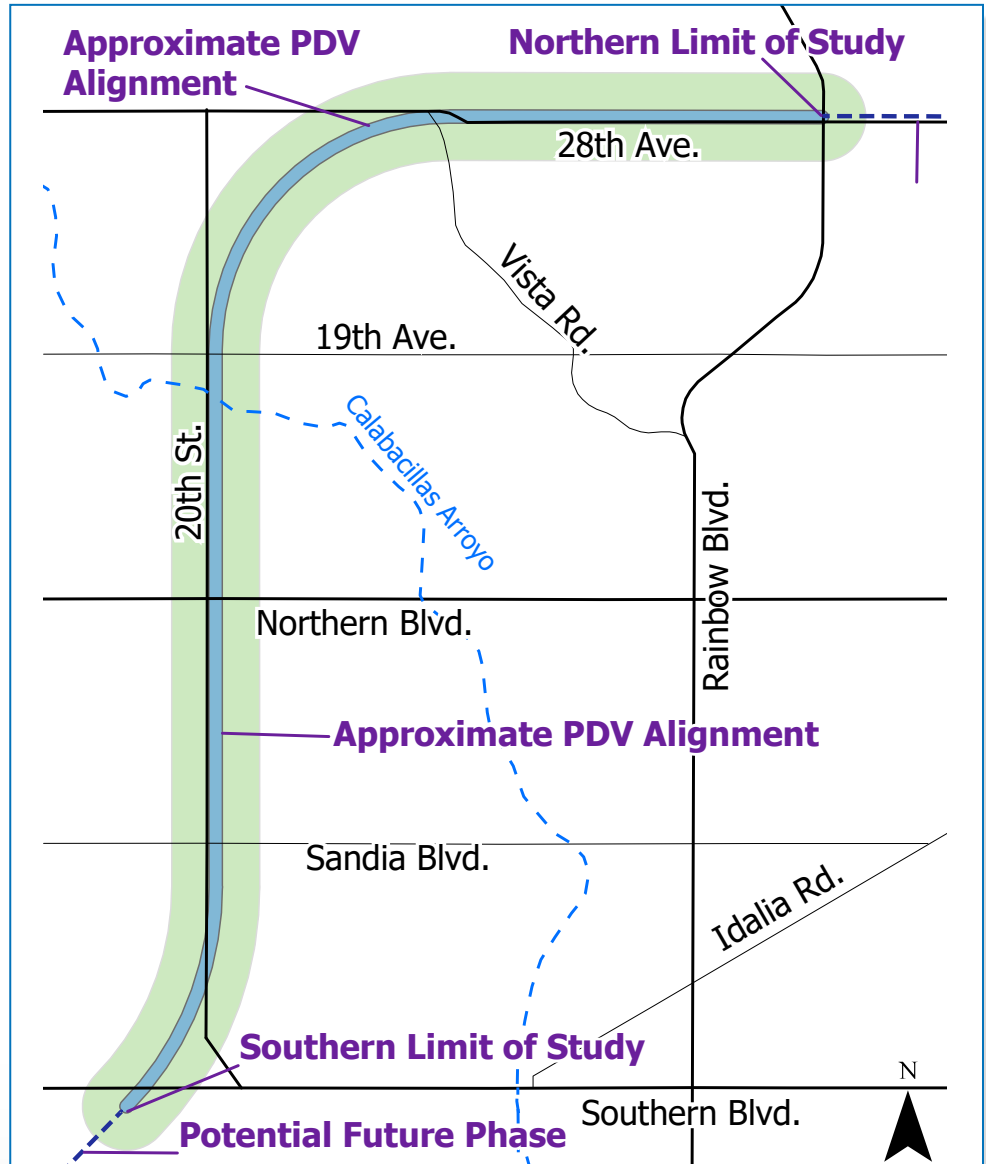 Approximate PDV
Alignment
Northern Limit of Study
28th Ave.
Vista Rd.
19th Ave.
Calabacillas Arroyo
20th St.
Rainbow Blvd.
Northern Blvd.
Approximate PDV Alignment
Sandia Blvd.
Idalia Rd.
Southern Limit of Study
N
Southern Blvd.
Potential Future Phase